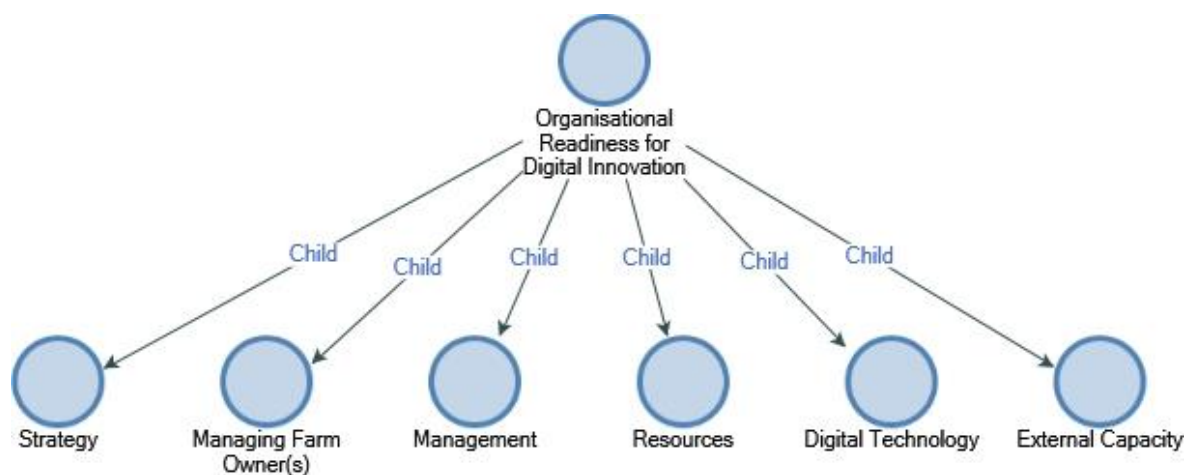 Organisational
Readiness for
Digital Innovation
Child
Child
Child
Child
Child
Child
Strategy
Managing Farm
Owner(s)
Management
Resources
Digital Technology
External Capacity